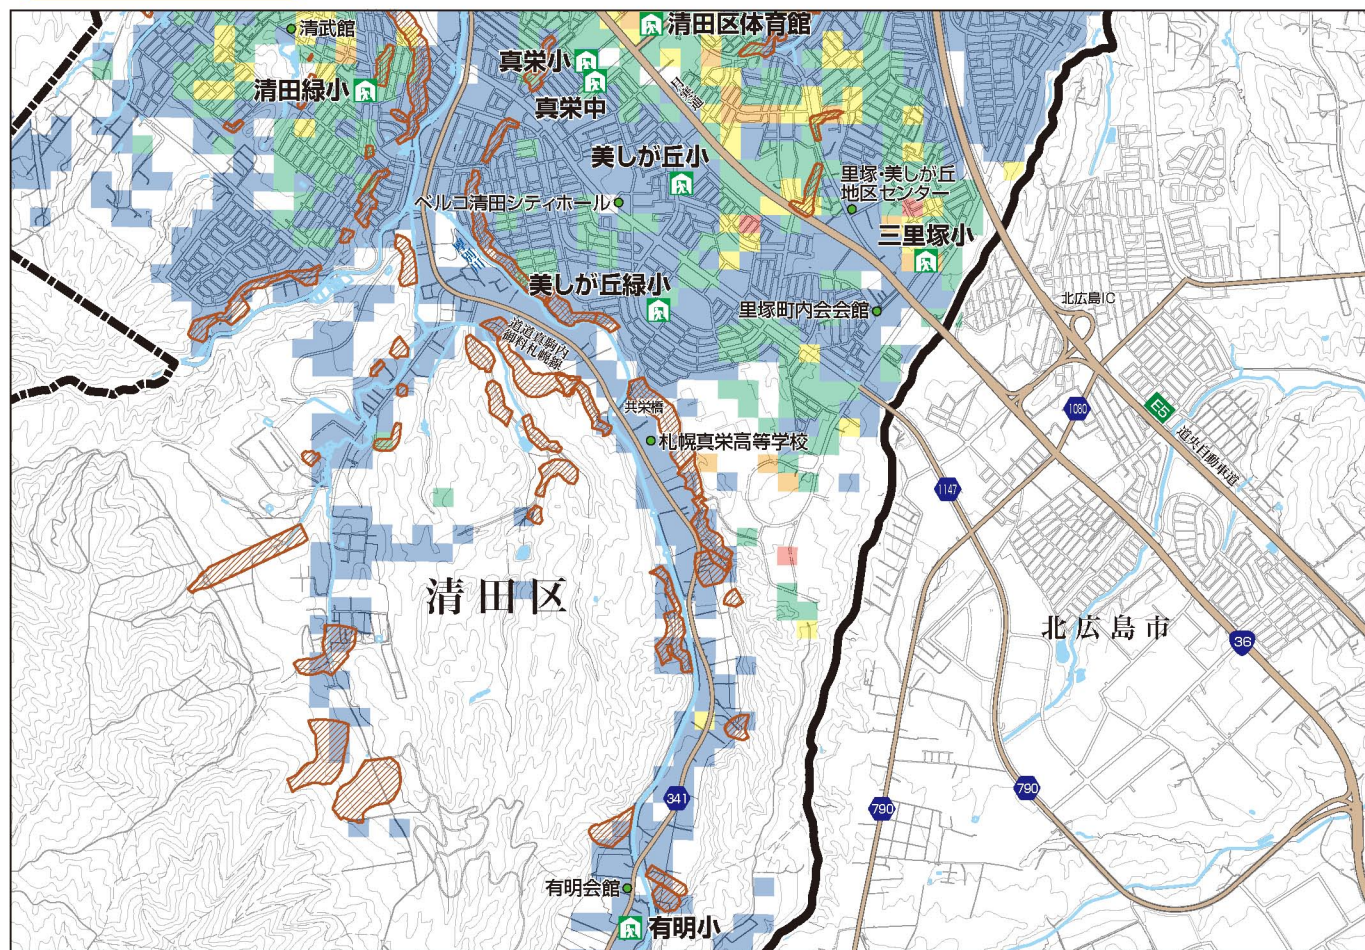 清武館
清田区体育館
真栄小
清田緑小
真栄中
美しが丘小
里塚・美しが丘
地区センター
ベルコ清田シティホール
三里塚小
美しが丘緑小
里塚町内会会館
北広島IC
道道真駒内
御料札幌線
共栄橋
1080
E5
札幌真栄高等学校
道央自動車道
1147
清田区
北広島市
36
341
790
790
有明会館
有明小